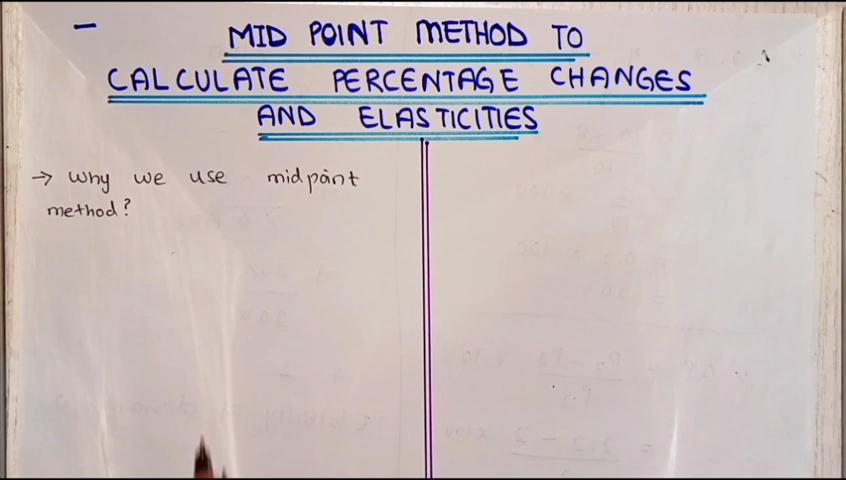 MID POINT METHOD TO
CALCULATE PERCENTAGE CHANGES
AND ELASTICITIES
→ Why we use midpoint
method?